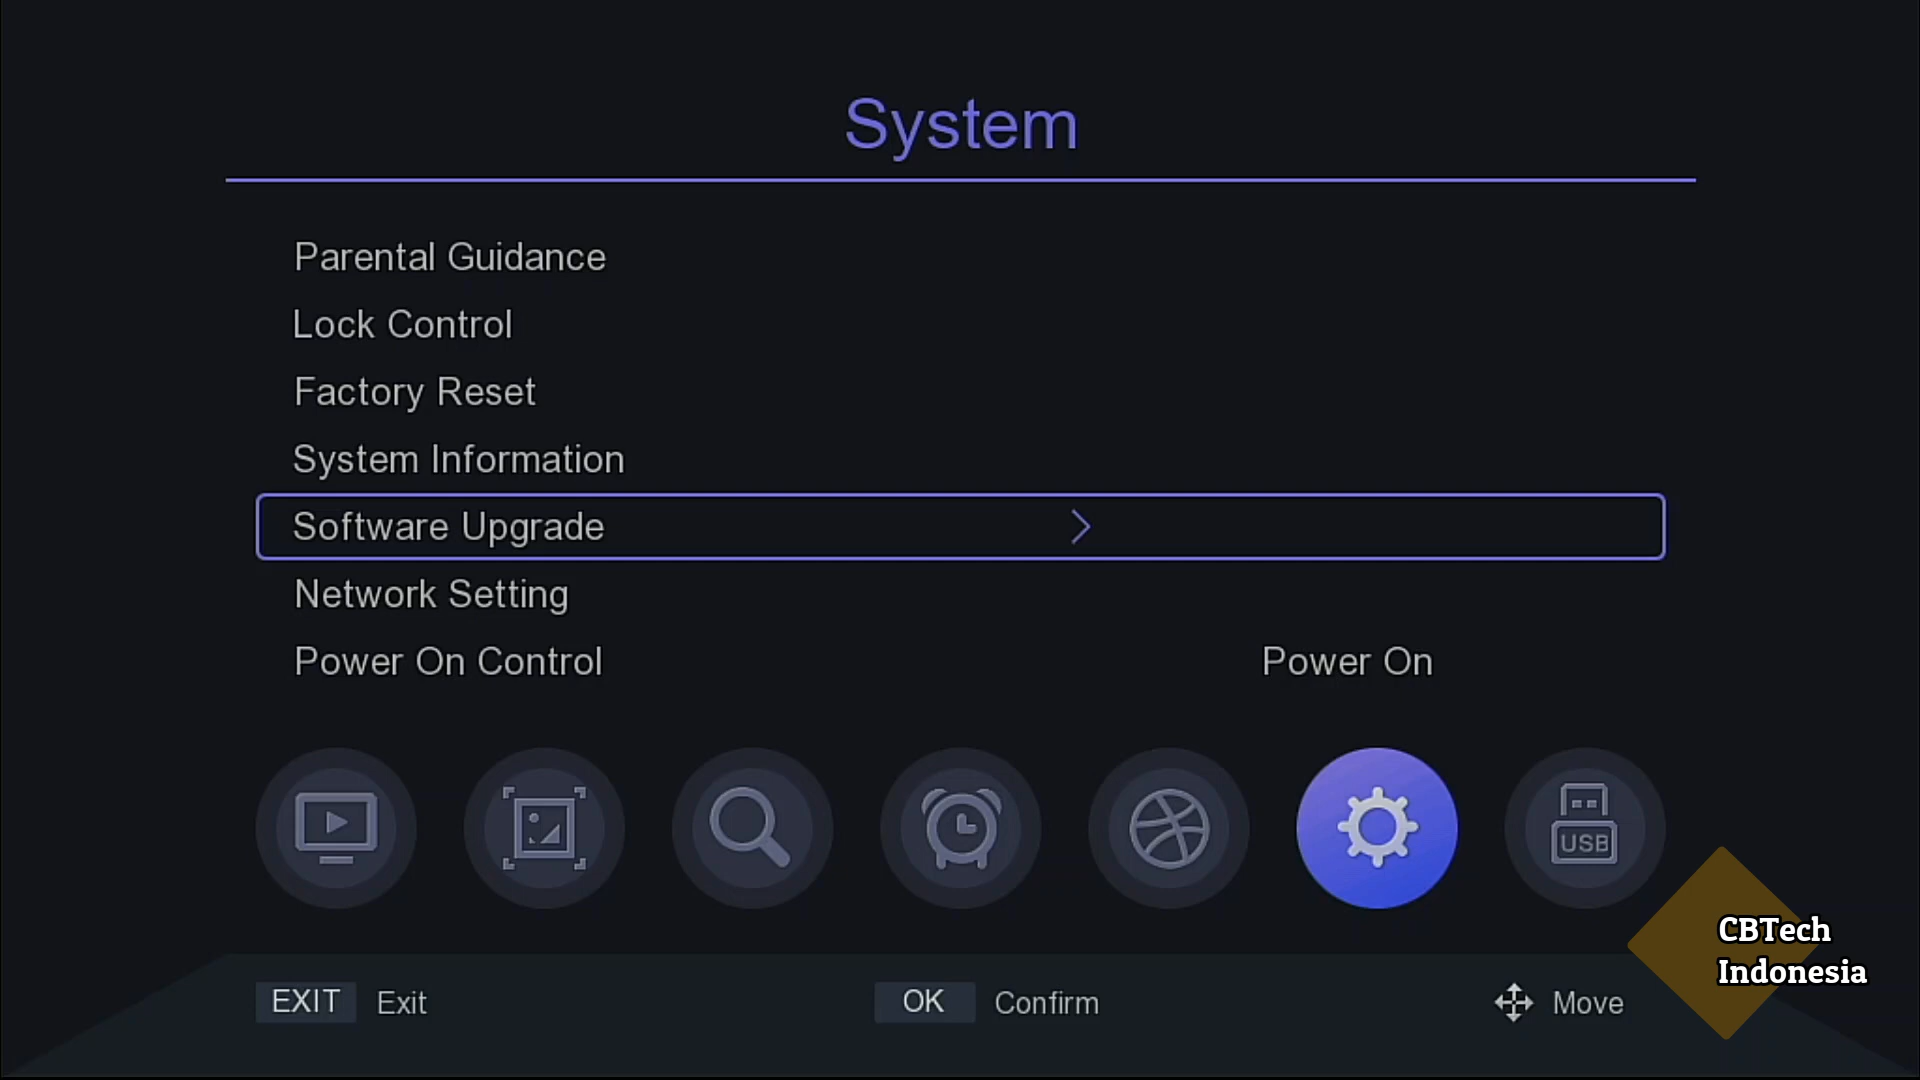 System
Parental Guidance
Lock Control
Factory Reset
System Information
Software Upgrade
Network Setting
Power On Control Power On
USB
EXIT Exit OK Confirm Move
CBTech
Indonesia